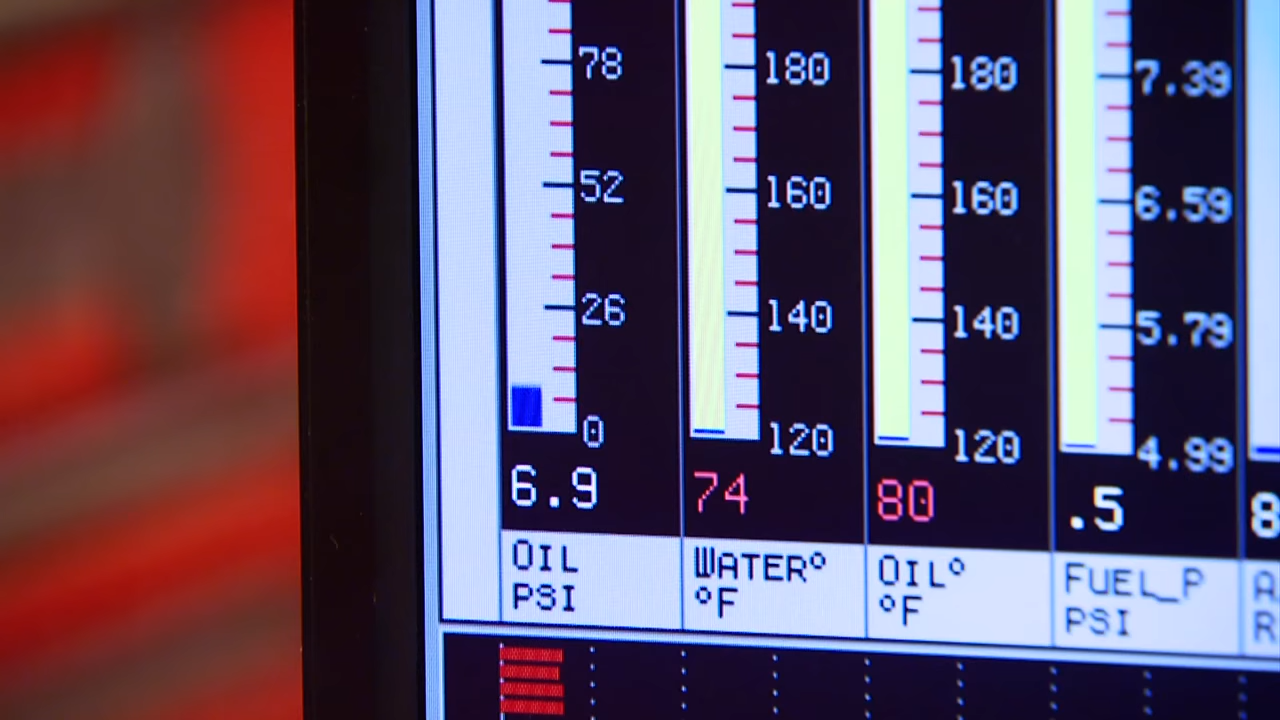 78
52
26
0
6.9
OIL
PSI
180
160
140
120
74
WATER°
°F
180
160
140
120
80
OIL°
°F
7.39
6.59
5.79
4.99
.5
FUEL_P
PSI
8
A
R